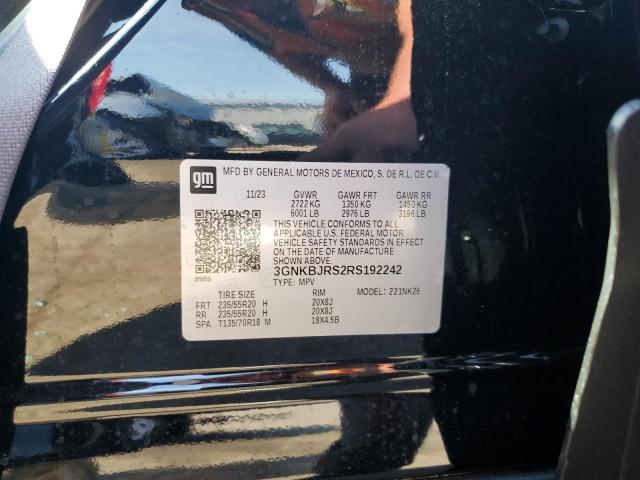 gm
MFD BY GENERAL MOTORS DE MEXICO, S. DE R.L. DE C.V.
11/23 GVWR GAWR FRT GAWR RR
2722 KG 1350 KG 1450 KG
6001 LB 2976 LB 3196 LB
THIS VEHICLE CONFORMS TO ALL
APPLICABLE U.S. FEDERAL MOTOR
VEHICLE SAFETY STANDARDS IN EFFECT
ON THE DATE OF MANUFACTURE
SHOWN ABOVE.
3GNKBJRS2RS192242
8555
TYPE: MPV
TIRE SIZE RIM MODEL: 221NK26
FRT 235/55R20 H 20X8J
RR 235/55R20 H 20X8J
SPA T135/70R18 M 18X4.5B